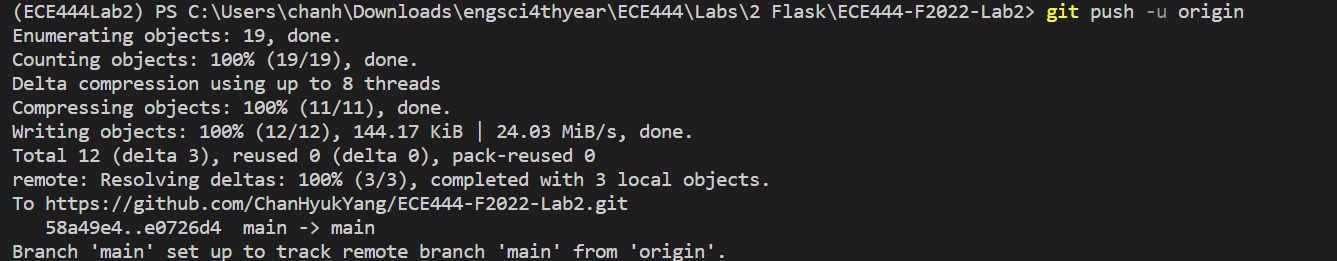 (ECE444Lab2) PS C:\Users\chanh\Downloads\engsci4thyear\ECE444\Labs\2 Flask\ECE444-F2022-Lab2> git push -u origin
Enumerating objects: 19, done.
Counting objects: 100% (19/19), done.
Delta compression using up to 8 threads
Compressing objects: 100% (11/11), done.
Writing objects: 100% (12/12), 144.17 KiB | 24.03 MiB/s, done.
Total 12 (delta 3), reused 0 (delta 0), pack-reused 0
remote: Resolving deltas: 100% (3/3), completed with 3 local objects.
To https://github.com/ChanHyukYang/ECE444-F2022-Lab2.git
   58a49e4..e0726d4  main -> main
Branch 'main' set up to track remote branch 'main' from 'origin'.